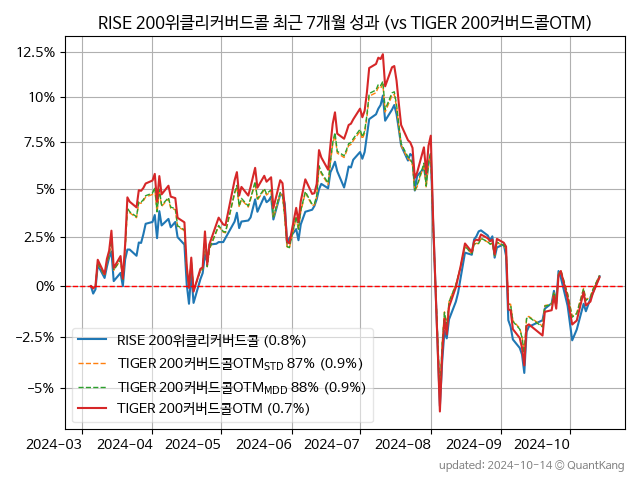 RISE 200위클리커버드콜 최근 7개월 성과 (vs TIGER 200커버드콜OTM)
12.5%
10%
7.5%
5%
2.5%
0%
−2.5%
−5%
RISE 200위클리커버드콜 (0.8%)
TIGER 200커버드콜OTM_STD 87% (0.9%)
TIGER 200커버드콜OTM_MDD 88% (0.9%)
TIGER 200커버드콜OTM (0.7%)
2024-03 2024-04 2024-05 2024-06 2024-07 2024-08 2024-09 2024-10
updated: 2024-10-14 © QuantKang